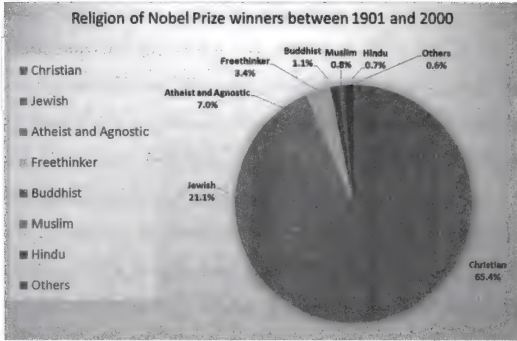 Religion of Nobel Prize winners between 1901 and 2000
Christian
Jewish
Atheist and Agnostic
Freethinker
Buddhist
Muslim
Hindu
Others
Freethinker
3.4%
Buddhist
1.1%
Muslim
0.8%
Hindu
0.7%
Others
0.6%
Atheist and Agnostic
7.0%
Jewish
21.1%
Christian
65.4%